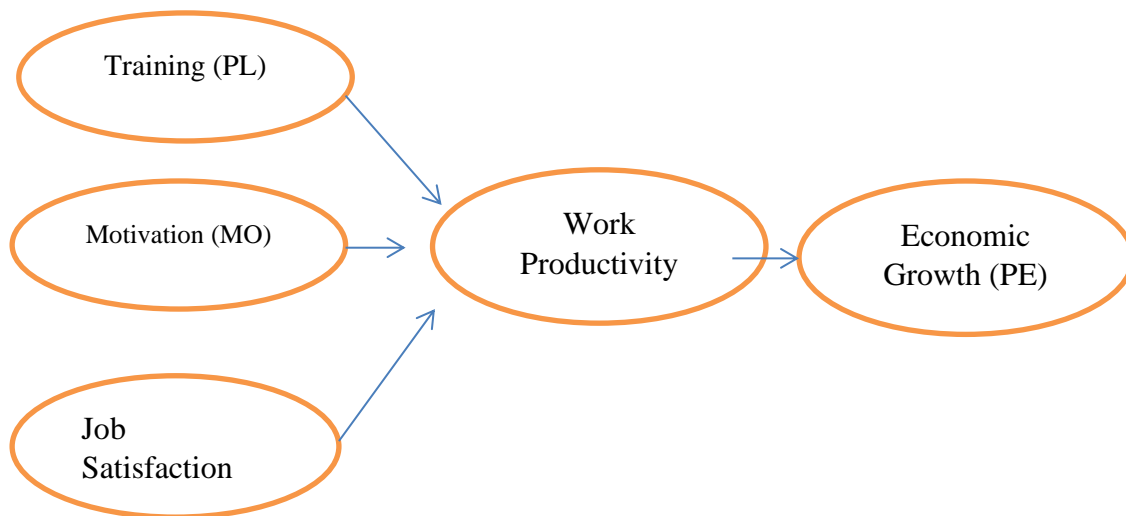 Training (PL)
Motivation (MO)
Job
Satisfaction
Work
Productivity
Economic
Growth (PE)